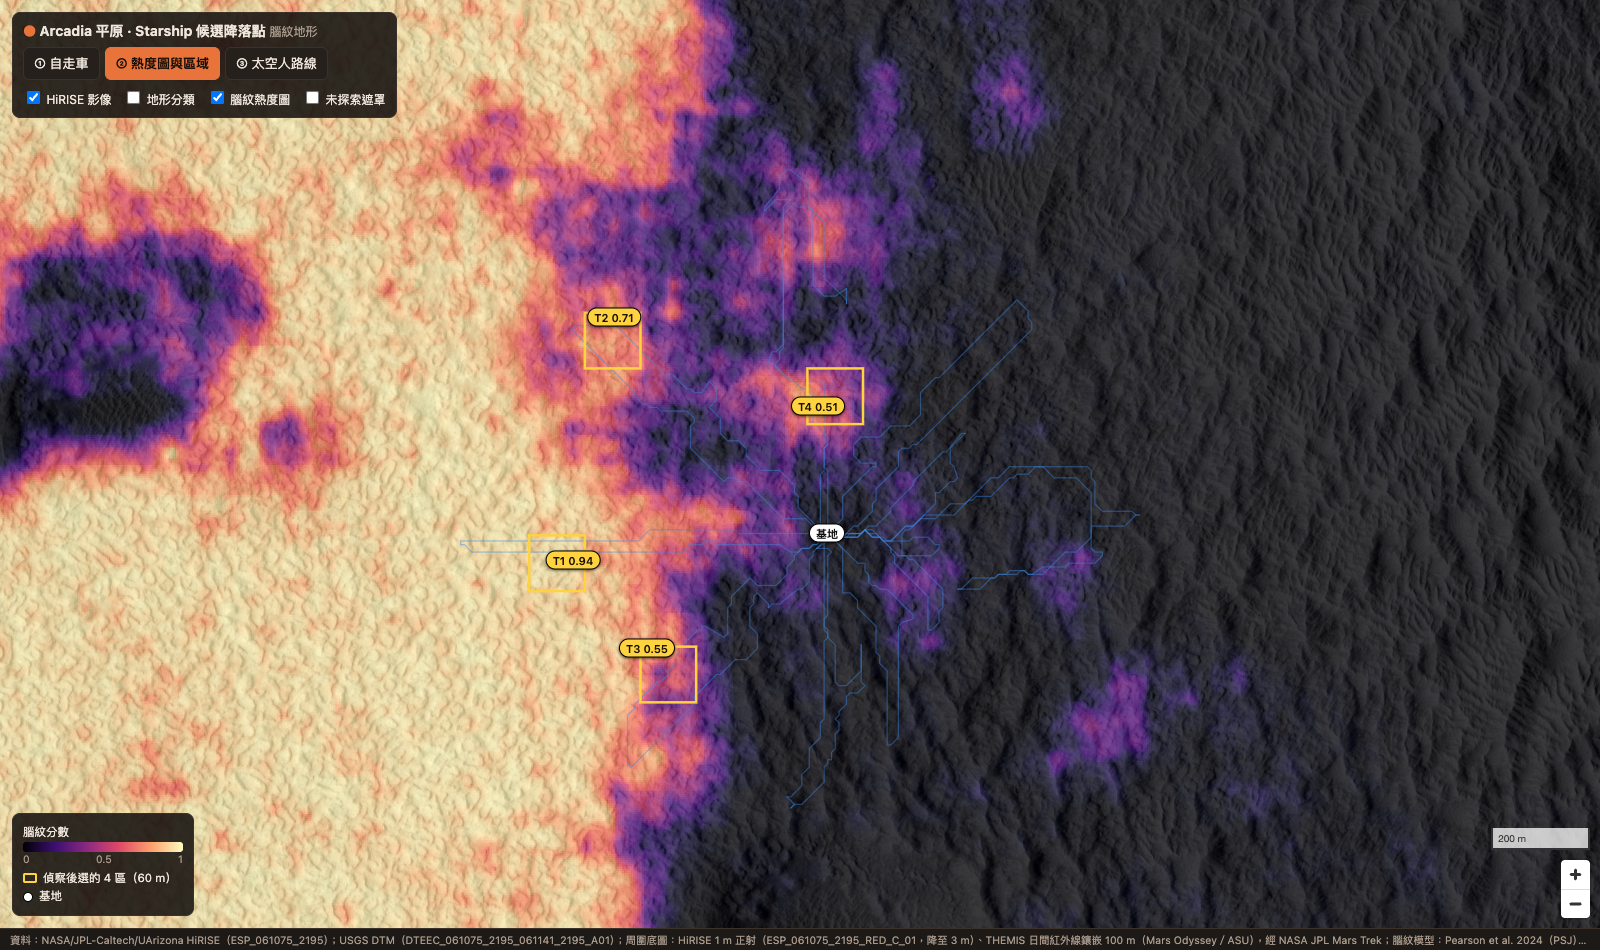 Arcadia 平原 · Starship 候選降落點 腦紋地形
① 自走車
② 熱度圖與區域
③ 太空人路線
HiRISE 影像
地形分類
腦紋熱度圖
未探索遮罩
T2 0.71
T4 0.51
基地
T1 0.94
T3 0.55
腦紋分數
0 0.5 1
偵察後選的 4 區（60 m）
基地
200 m
+
−
資料：NASA/JPL-Caltech/UArizona HiRISE（ESP_061075_2195）；USGS DTM（DTEEC_061075_2195_061141_2195_A01）；周圍底圖：HiRISE 1 m 正射（ESP_061075_2195_RED_C_01，降至 3 m）、THEMIS 日間紅外線鑲嵌 100 m（Mars Odyssey / ASU），經 NASA JPL Mars Trek；腦紋模型：Pearson et al. 2024（PSJ）…